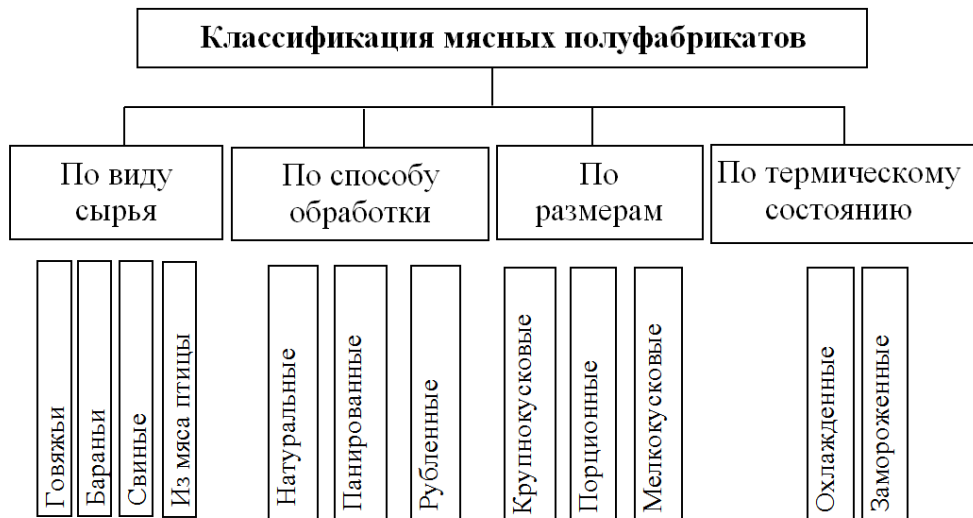 Классификация мясных полуфабрикатов
По виду
сырья
По способу
обработки
По
размерам
По термическому
состоянию
Говяжьи
Бараньи
Свиные
Из мяса птицы
Натуральные
Панированные
Рубленные
Крупнокусковые
Порционные
Мелкокусковые
Охлажденные
Замороженные